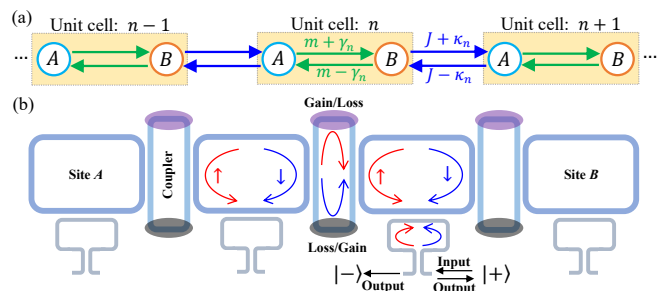 (a)
Unit cell: n − 1
Unit cell: n
Unit cell: n + 1
m + γₙ
J + κₙ
⋯ A B A B A B ⋯
m − γₙ
J − κₙ
(b)
Gain/Loss
Site A
Coupler
↑ ↓
↑ ↓
Site B
Loss/Gain
|−⟩
Output
Input
Output
|+⟩